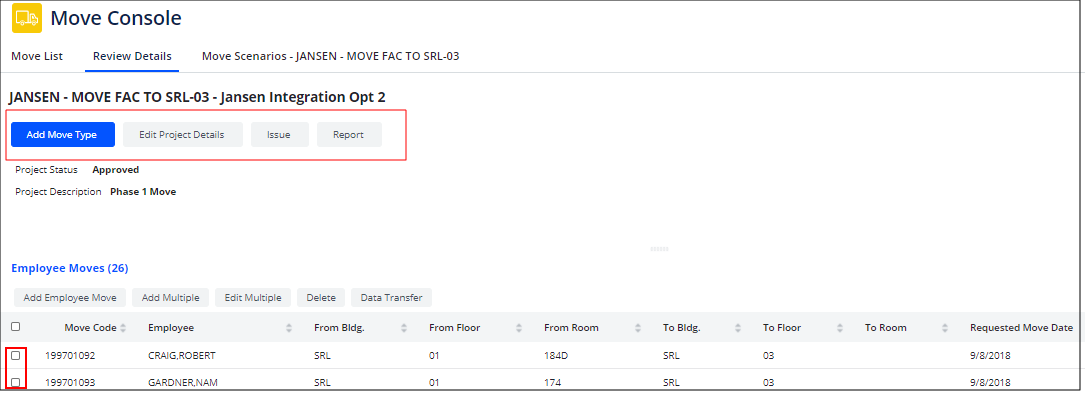 Move Console
Move List Review Details Move Scenarios - JANSEN - MOVE FAC TO SRL-03
JANSEN - MOVE FAC TO SRL-03 - Jansen Integration Opt 2
Add Move Type Edit Project Details Issue Report
Project Status Approved
Project Description Phase 1 Move
Employee Moves (26)
Add Employee Move Add Multiple Edit Multiple Delete Data Transfer
Move Code Employee From Bldg. From Floor From Room To Bldg. To Floor To Room Requested Move Date
199701092 CRAIG,ROBERT SRL 01 184D SRL 03 9/8/2018
199701093 GARDNER,NAM SRL 01 174 SRL 03 9/8/2018